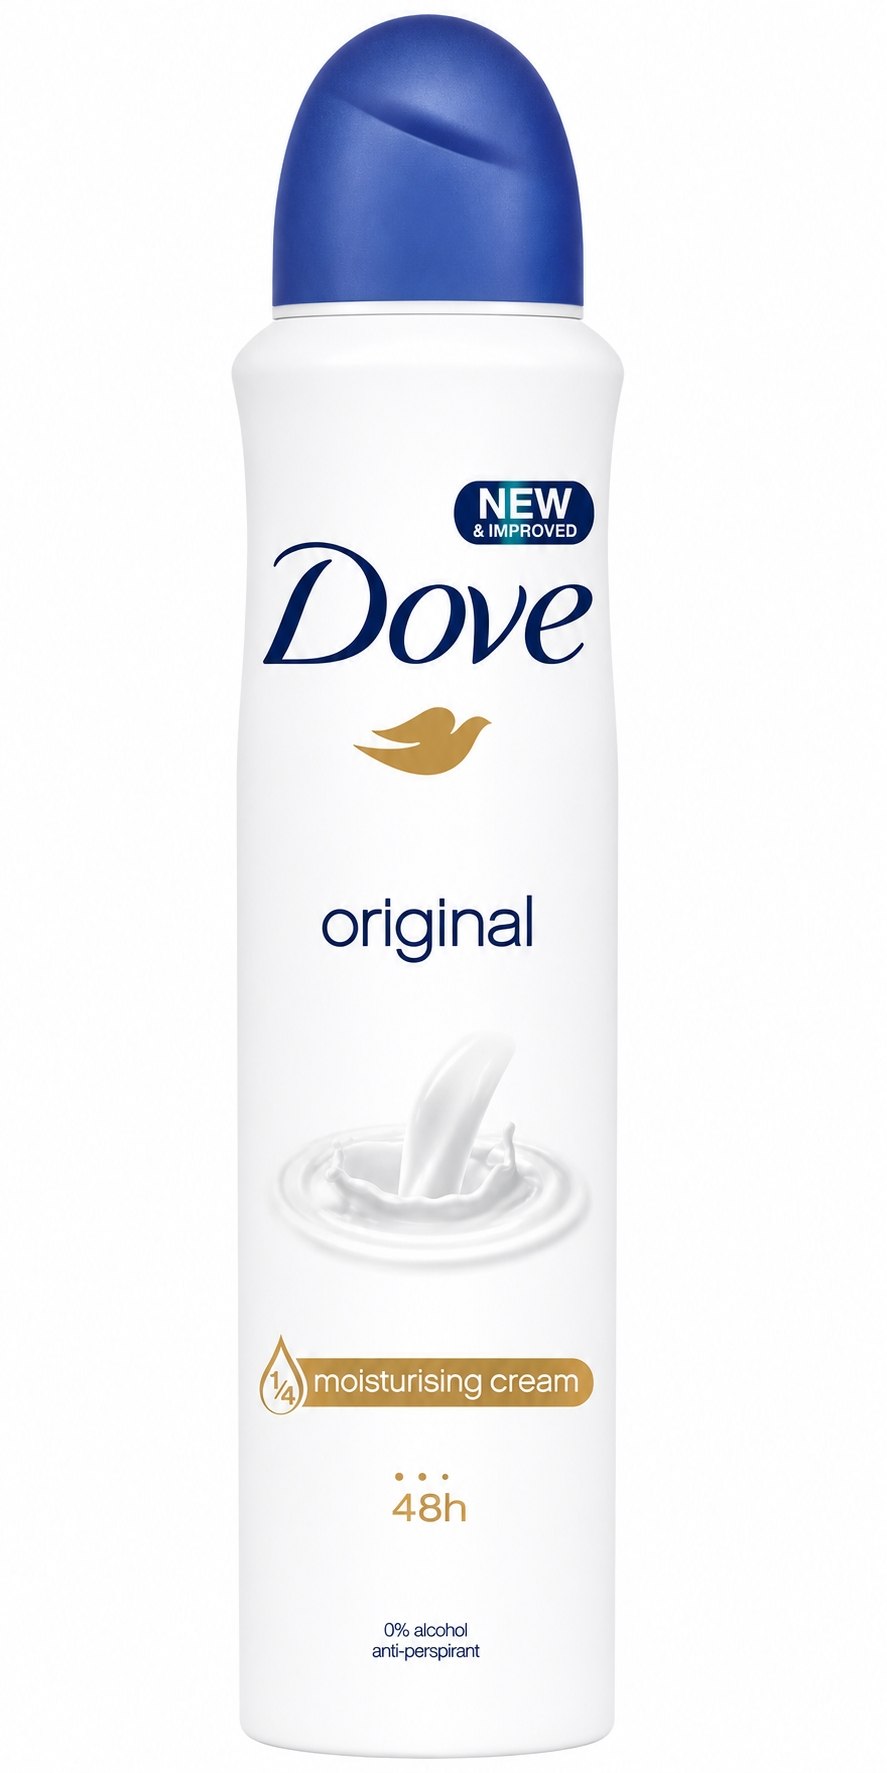 NEW
& IMPROVED
Dove
original
1/4 moisturising cream
48h
0% alcohol
anti-perspirant